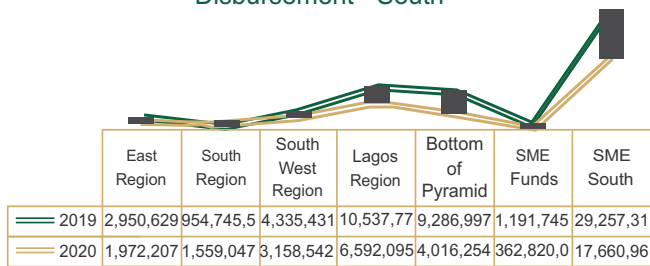 Disbursement - South
East Region
South Region
South West Region
Lagos Region
Bottom of Pyramid
SME Funds
SME South
2019 2,950,629 954,745,5 4,335,431 10,537,77 9,286,997 1,191,745 29,257,31
2020 1,972,207 1,559,047 3,158,542 6,592,095 4,016,254 362,820,0 17,660,96